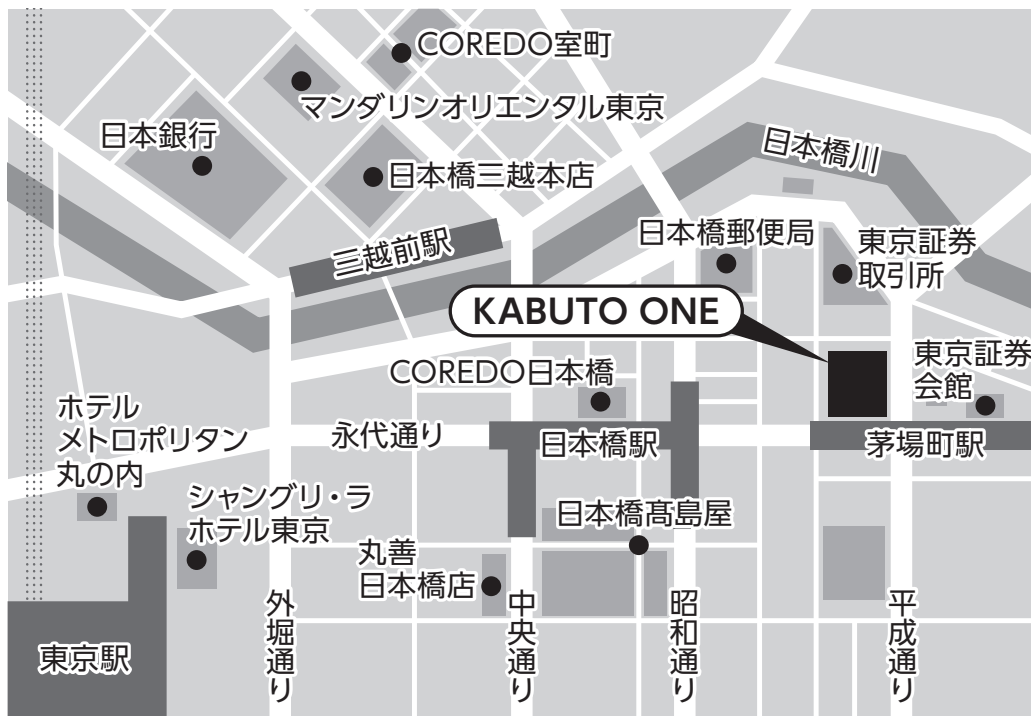 COREDO室町
マンダリンオリエンタル東京
日本銀行
日本橋川
日本橋三越本店
三越前駅
日本橋郵便局
東京証券
取引所
KABUTO ONE
COREDO日本橋
東京証券
会館
ホテル
メトロポリタン
丸の内
永代通り
日本橋駅
茅場町駅
シャングリ・ラ
ホテル東京
日本橋髙島屋
丸善
日本橋店
外堀通り
中央通り
昭和通り
平成通り
東京駅